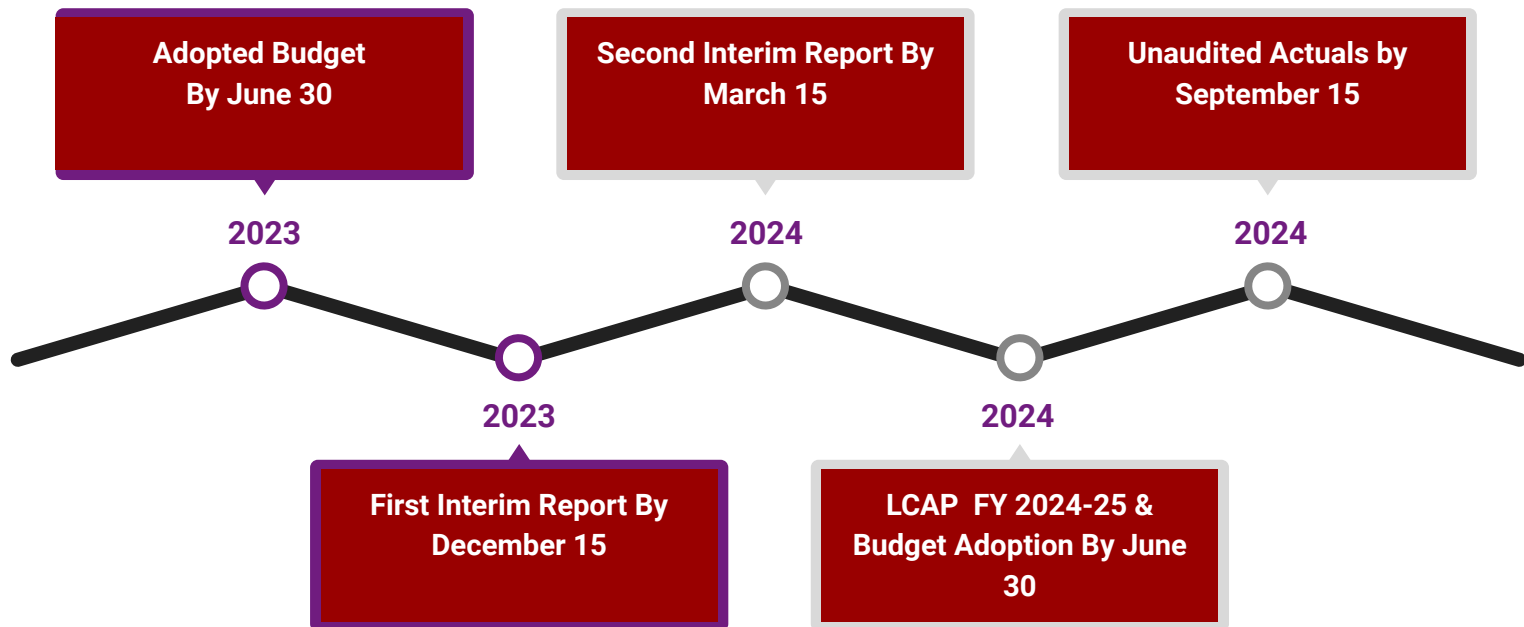 Adopted Budget
By June 30
2023
2023
First Interim Report By
December 15
Second Interim Report By
March 15
2024
2024
LCAP FY 2024-25 &
Budget Adoption By June
30
Unaudited Actuals by
September 15
2024